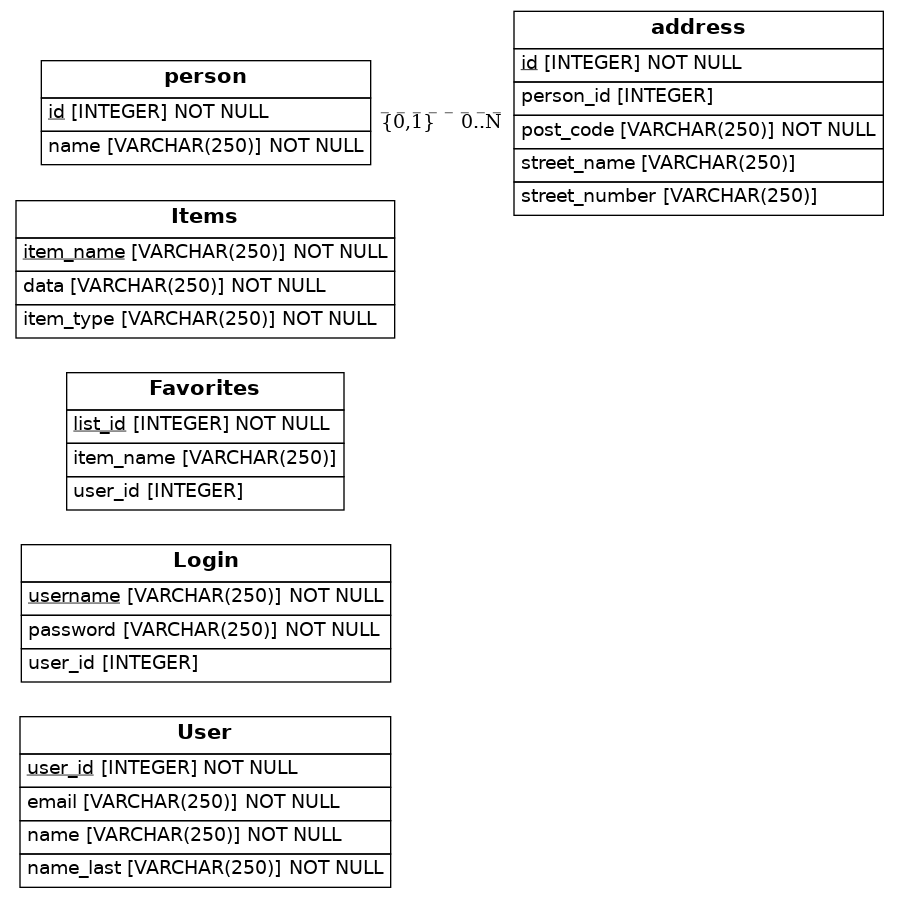 person
id [INTEGER] NOT NULL
name [VARCHAR(250)] NOT NULL
{0,1} 0..N
address
id [INTEGER] NOT NULL
person_id [INTEGER]
post_code [VARCHAR(250)] NOT NULL
street_name [VARCHAR(250)]
street_number [VARCHAR(250)]
Items
item_name [VARCHAR(250)] NOT NULL
data [VARCHAR(250)] NOT NULL
item_type [VARCHAR(250)] NOT NULL
Favorites
list_id [INTEGER] NOT NULL
item_name [VARCHAR(250)]
user_id [INTEGER]
Login
username [VARCHAR(250)] NOT NULL
password [VARCHAR(250)] NOT NULL
user_id [INTEGER]
User
user_id [INTEGER] NOT NULL
email [VARCHAR(250)] NOT NULL
name [VARCHAR(250)] NOT NULL
name_last [VARCHAR(250)] NOT NULL